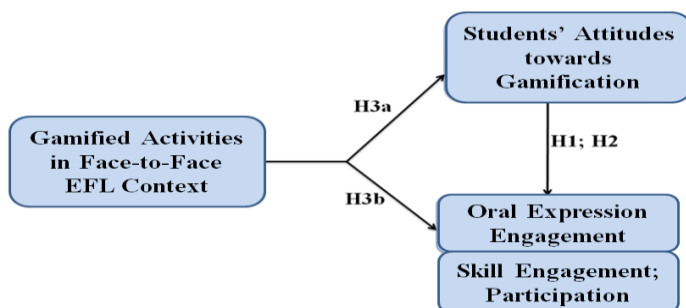 Students' Attitudes
towards
Gamification
H3a
Gamified Activities
in Face-to-Face
EFL Context
H1; H2
H3b
Oral Expression
Engagement
Skill Engagement;
Participation